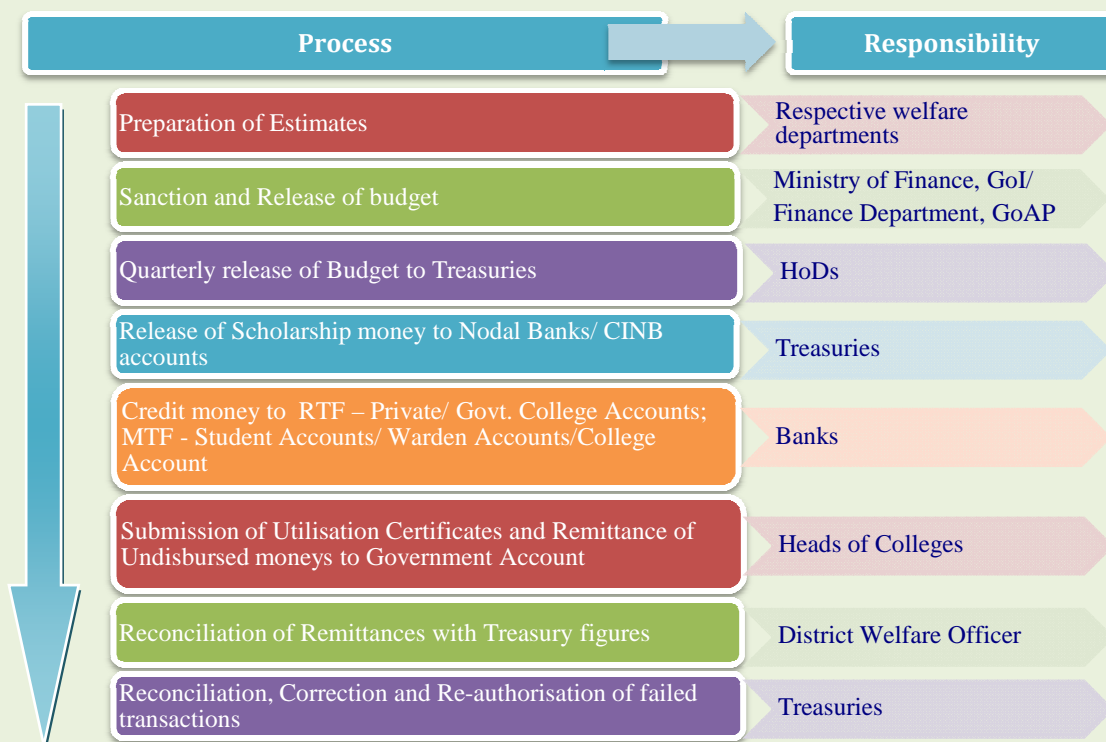 Process
Responsibility
Preparation of Estimates
Respective welfare
departments
Sanction and Release of budget
Ministry of Finance, GoI/
Finance Department, GoAP
Quarterly release of Budget to Treasuries
HoDs
Release of Scholarship money to Nodal Banks/ CINB
accounts
Treasuries
Credit money to RTF – Private/ Govt. College Accounts;
MTF - Student Accounts/ Warden Accounts/College
Account
Banks
Submission of Utilisation Certificates and Remittance of
Undisbursed moneys to Government Account
Heads of Colleges
Reconciliation of Remittances with Treasury figures
District Welfare Officer
Reconciliation, Correction and Re-authorisation of failed
transactions
Treasuries